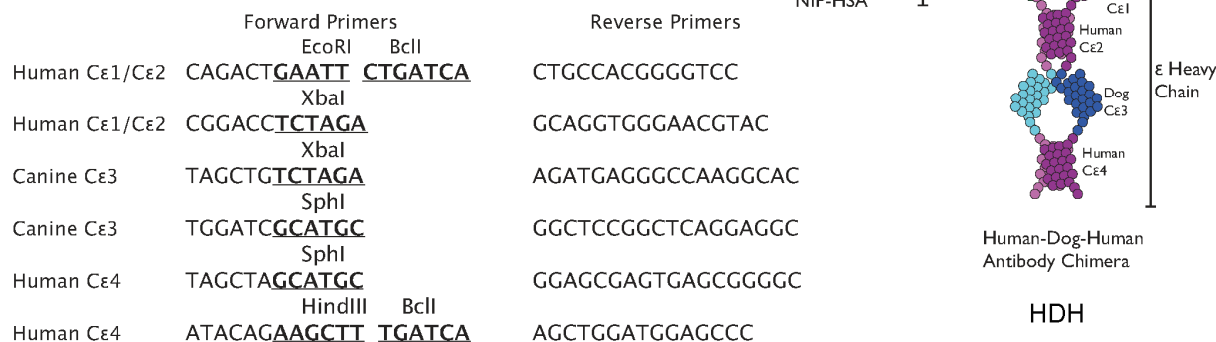 NIP-HSA
Forward Primers Reverse Primers
EcoRI BclI
Human Cε1/Cε2 CAGACTGAATT CTGATCA CTGCCACGGGGTCC
XbaI
Human Cε1/Cε2 CGGACCTCTAGA GCAGGTGGGAACGTAC
XbaI
Canine Cε3 TAGCTGTCTAGA AGATGAGGGCCAAGGCAC
SphI
Canine Cε3 TGGATCGCATGC GGCTCCGGCTCAGGAGGC
SphI
Human Cε4 TAGCTAGCATGC GGAGCGAGTGAGCGGGGC
HindIII BclI
Human Cε4 ATACAGAAGCTT TGATCA AGCTGGATGGAGCCC
Cε1
Human
Cε2
Dog
Cε3
Human
Cε4
ε Heavy
Chain
Human-Dog-Human
Antibody Chimera
HDH